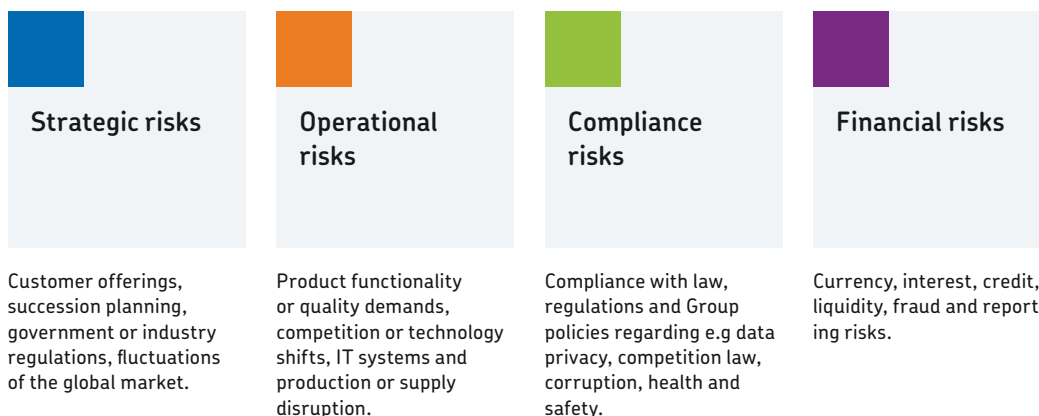 Strategic risks
Customer offerings,
succession planning,
government or industry
regulations, fluctuations
of the global market.
Operational
risks
Product functionality
or quality demands,
competition or technology
shifts, IT systems and
production or supply
disruption.
Compliance
risks
Compliance with law,
regulations and Group
policies regarding e.g data
privacy, competition law,
corruption, health and
safety.
Financial risks
Currency, interest, credit,
liquidity, fraud and report
ing risks.